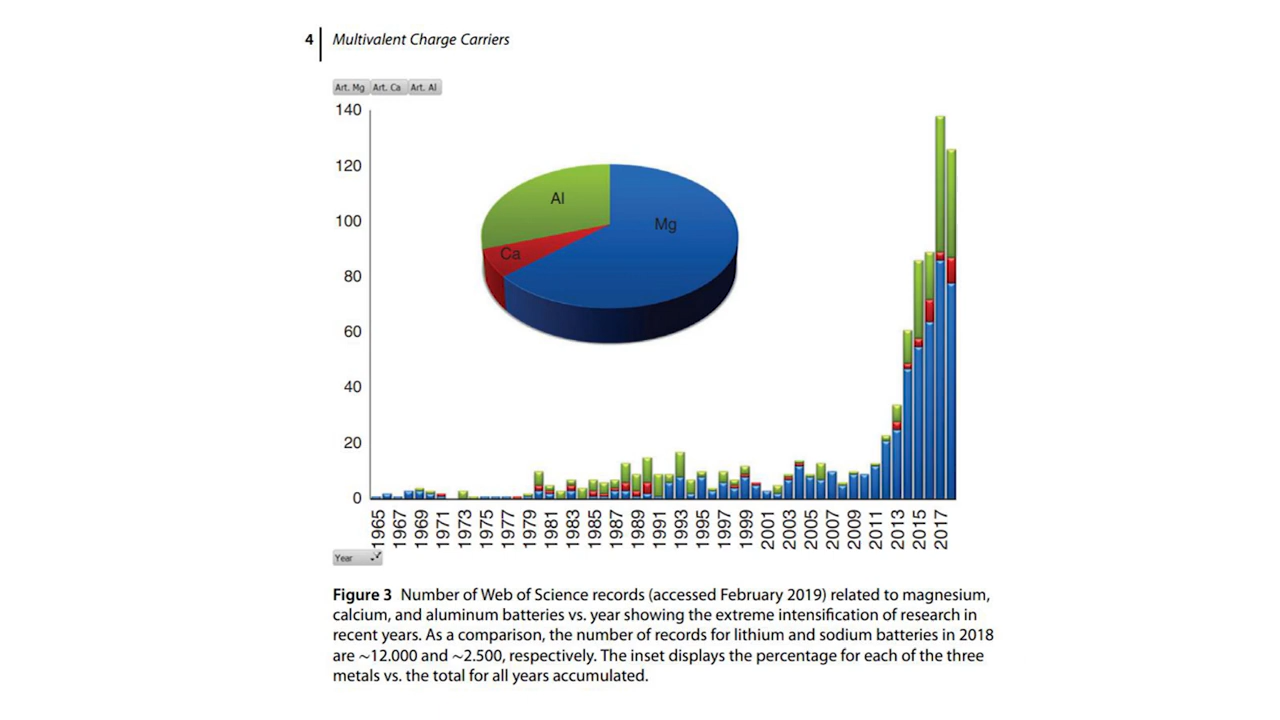 4 Multivalent Charge Carriers
Art. Mg Art. Ca Art. Al
140
120
100
80
60
40
20
0
Al
Mg
Ca
1965 1967 1969 1971 1973 1975 1977 1979 1981 1983 1985 1987 1989 1991 1993 1995 1997 1999 2001 2003 2005 2007 2009 2011 2013 2015 2017
Year
Figure 3 Number of Web of Science records (accessed February 2019) related to magnesium,
calcium, and aluminum batteries vs. year showing the extreme intensification of research in
recent years. As a comparison, the number of records for lithium and sodium batteries in 2018
are ~12.000 and ~2.500, respectively. The inset displays the percentage for each of the three
metals vs. the total for all years accumulated.